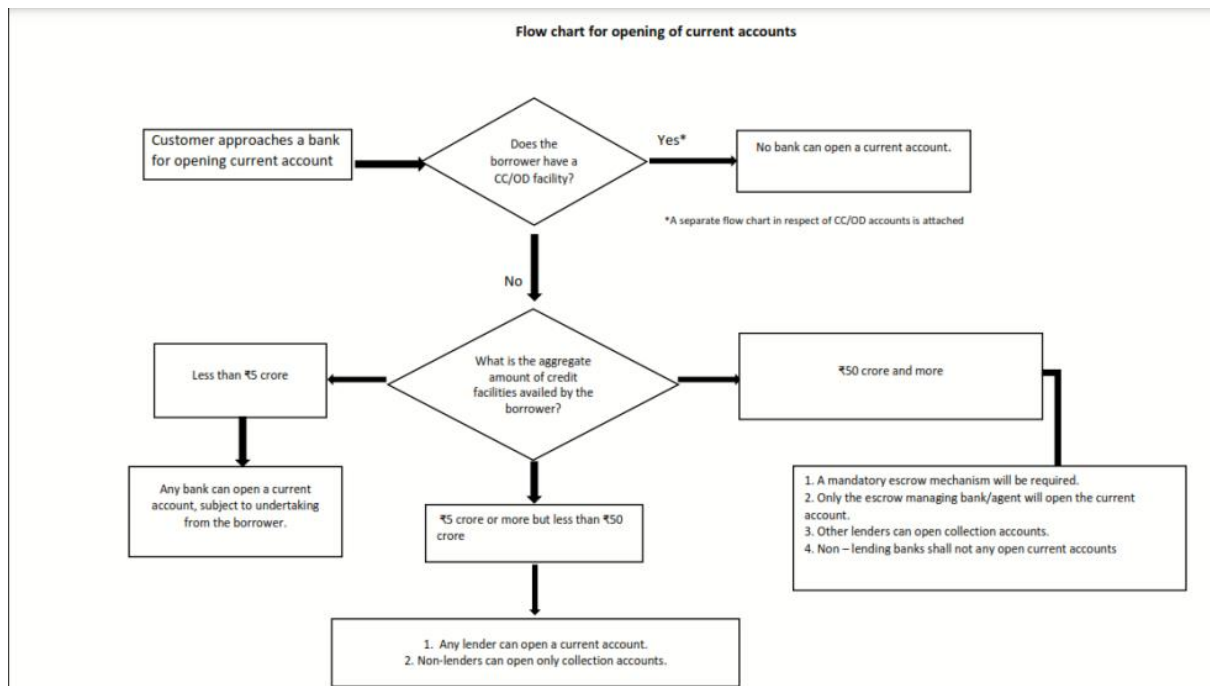 Flow chart for opening of current accounts
Customer approaches a bank
for opening current account
Does the
borrower have a
CC/OD facility?
Yes*
No bank can open a current account.
*A separate flow chart in respect of CC/OD accounts is attached
No
What is the aggregate
amount of credit
facilities availed by the
borrower?
Less than ₹5 crore
₹50 crore and more
Any bank can open a current
account, subject to undertaking
from the borrower.
₹5 crore or more but less than ₹50
crore
1. A mandatory escrow mechanism will be required.
2. Only the escrow managing bank/agent will open the current
account.
3. Other lenders can open collection accounts.
4. Non – lending banks shall not any open current accounts
1. Any lender can open a current account.
2. Non-lenders can open only collection accounts.